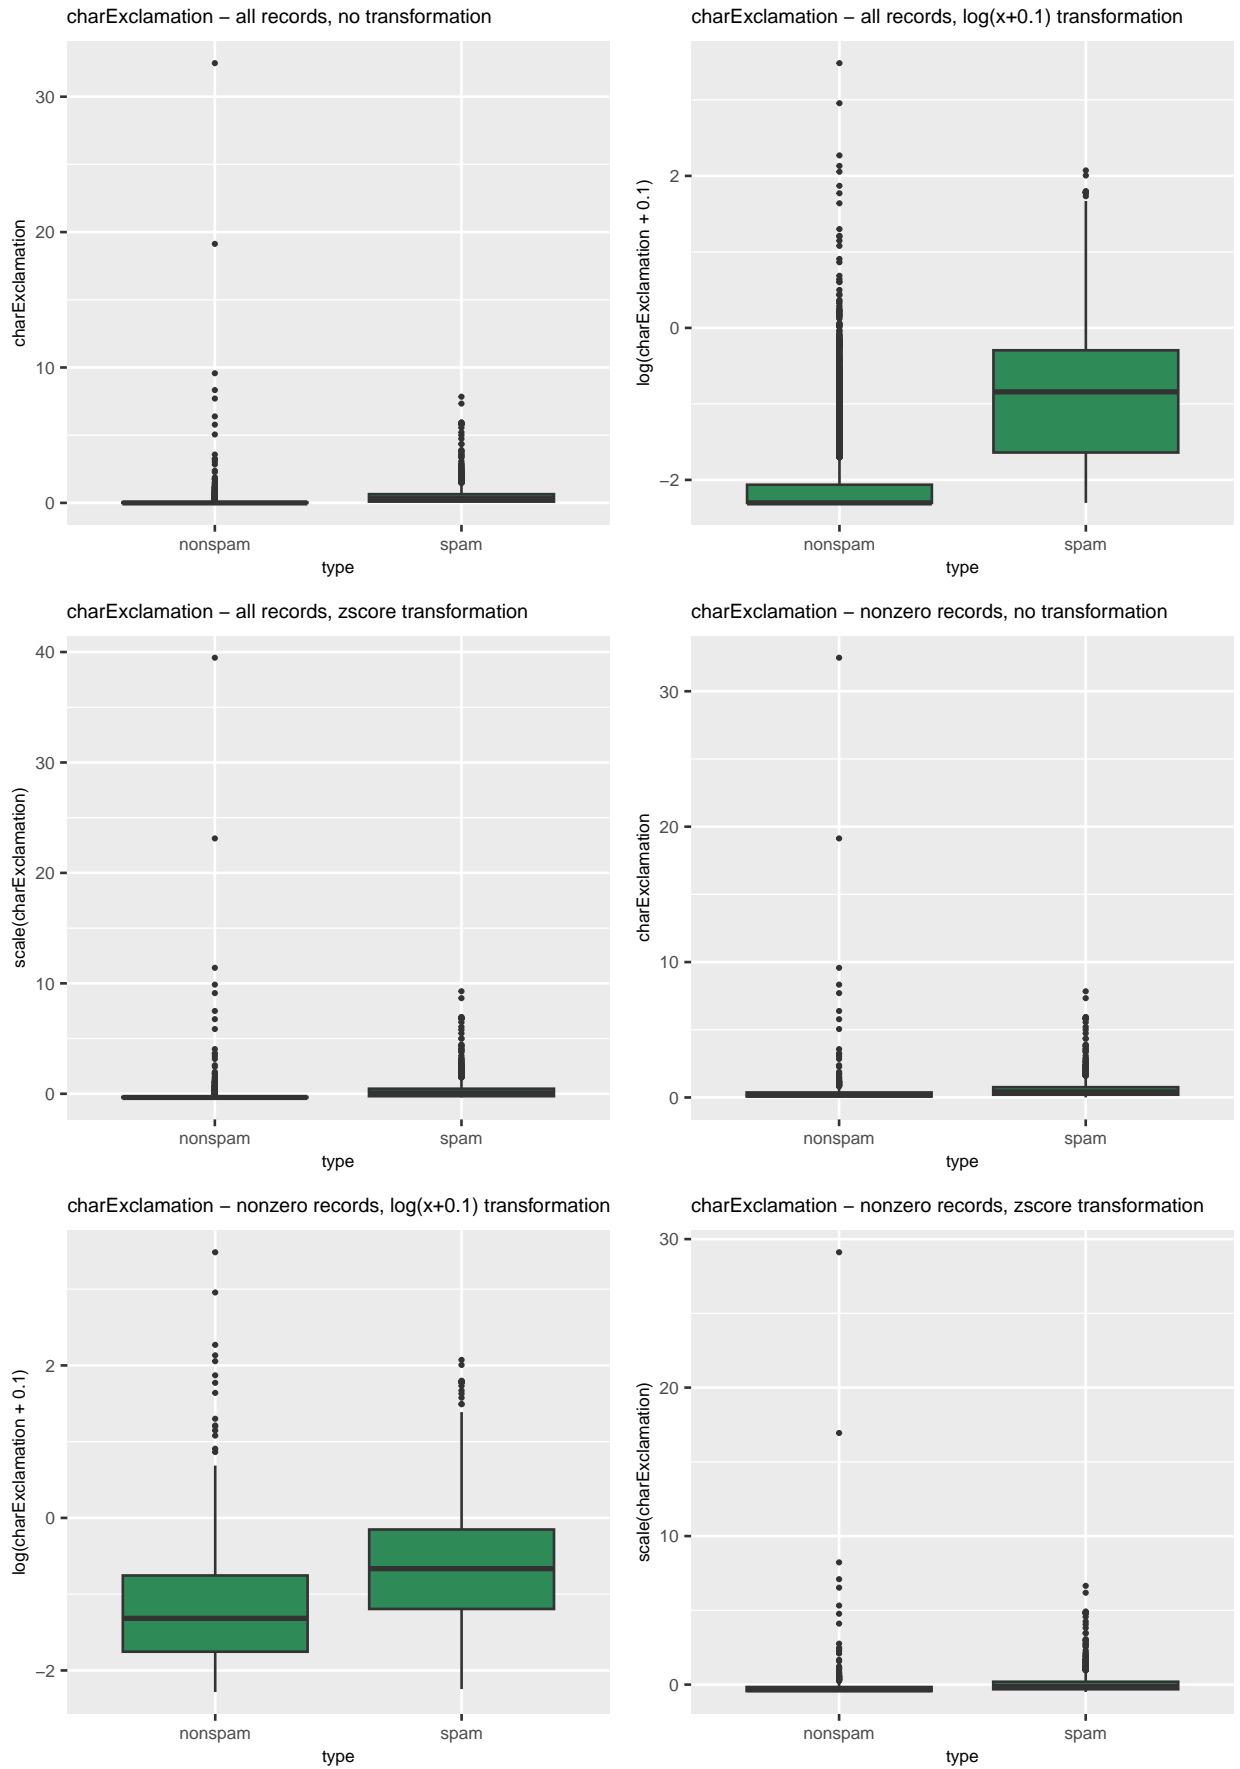 charExclamation − all records, no transformation
charExclamation
30
20
10
0
nonspam
spam
type
charExclamation − all records, log(x+0.1) transformation
log(charExclamation + 0.1)
2
0
−2
nonspam
spam
type
charExclamation − all records, zscore transformation
scale(charExclamation)
40
30
20
10
0
nonspam
spam
type
charExclamation − nonzero records, no transformation
charExclamation
30
20
10
0
nonspam
spam
type
charExclamation − nonzero records, log(x+0.1) transformation
log(charExclamation + 0.1)
2
0
−2
nonspam
spam
type
charExclamation − nonzero records, zscore transformation
scale(charExclamation)
30
20
10
0
nonspam
spam
type